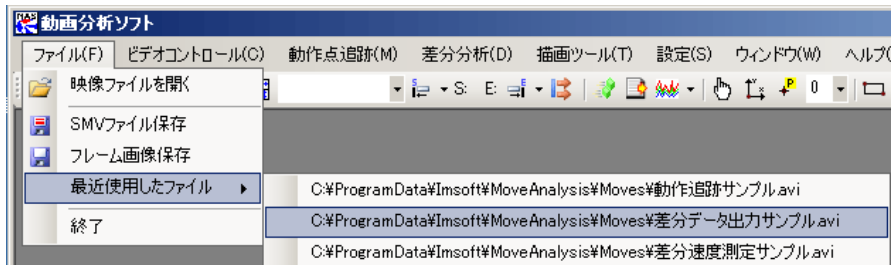 動画分析ソフト
ファイル(F) ビデオコントロール(C) 動作点追跡(M) 差分分析(D) 描画ツール(T) 設定(S) ウィンドウ(W) ヘルプ(
映像ファイルを開く
S: E: 0
SMVファイル保存
フレーム画像保存
最近使用したファイル
C:¥ProgramData¥Imsoft¥MoveAnalysis¥Moves¥動作追跡サンプル.avi
C:¥ProgramData¥Imsoft¥MoveAnalysis¥Moves¥差分データ出力サンプル.avi
終了
C:¥ProgramData¥Imsoft¥MoveAnalysis¥Moves¥差分速度測定サンプル.avi